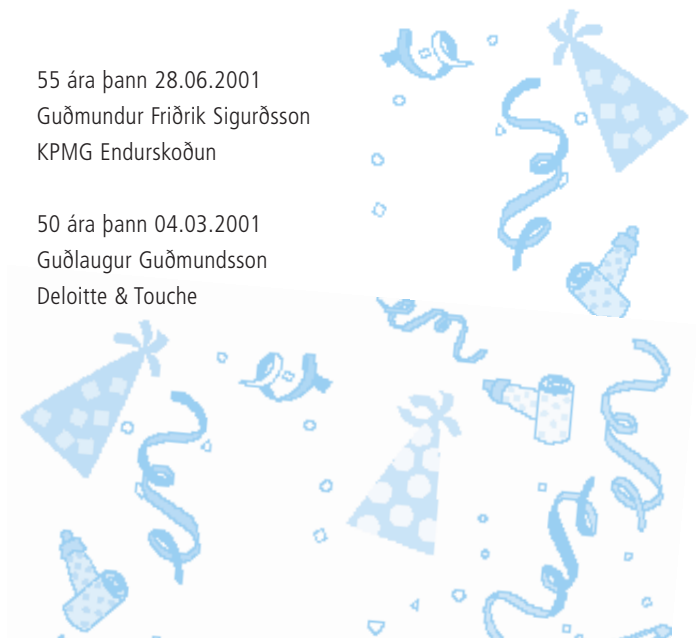 55 ára þann 28.06.2001
Guðmundur Friðrik Sigurðsson
KPMG Endurskoðun
50 ára þann 04.03.2001
Guðlaugur Guðmundsson
Deloitte & Touche